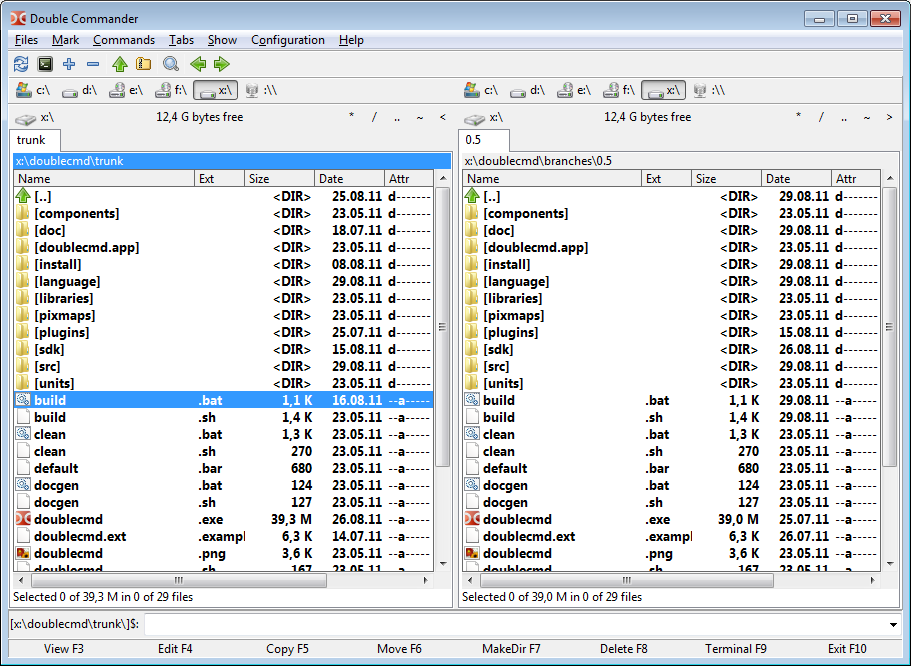 Double Commander
Files Mark Commands Tabs Show Configuration Help
c:\ d:\ e:\ f:\ x:\ :\\ c:\ d:\ e:\ f:\ x:\ :\\
x:\ 12,4 G bytes free * / .. ~ < x:\ 12,4 G bytes free * / .. ~ >
trunk 0.5
x:\doublecmd\trunk x:\doublecmd\branches\0.5
Name Ext Size Date Attr Name Ext Size Date Attr
[..] <DIR> 25.08.11 d------- [..] <DIR> 29.08.11 d-------
[components] <DIR> 23.05.11 d------- [components] <DIR> 23.05.11 d-------
[doc] <DIR> 18.07.11 d------- [doc] <DIR> 29.08.11 d-------
[doublecmd.app] <DIR> 23.05.11 d------- [doublecmd.app] <DIR> 29.08.11 d-------
[install] <DIR> 08.08.11 d------- [install] <DIR> 29.08.11 d-------
[language] <DIR> 29.08.11 d------- [language] <DIR> 29.08.11 d-------
[libraries] <DIR> 23.05.11 d------- [libraries] <DIR> 23.05.11 d-------
[pixmaps] <DIR> 23.05.11 d------- [pixmaps] <DIR> 23.05.11 d-------
[plugins] <DIR> 25.07.11 d------- [plugins] <DIR> 15.08.11 d-------
[sdk] <DIR> 15.08.11 d------- [sdk] <DIR> 26.08.11 d-------
[src] <DIR> 29.08.11 d------- [src] <DIR> 29.08.11 d-------
[units] <DIR> 23.05.11 d------- [units] <DIR> 23.05.11 d-------
build .bat 1,1 K 16.08.11 --a----- build .bat 1,1 K 29.08.11 --a-----
build .sh 1,4 K 23.05.11 --a----- build .sh 1,4 K 29.08.11 --a-----
clean .bat 1,3 K 23.05.11 --a----- clean .bat 1,3 K 23.05.11 --a-----
clean .sh 270 23.05.11 --a----- clean .sh 270 23.05.11 --a-----
default .bar 680 23.05.11 --a----- default .bar 680 23.05.11 --a-----
docgen .bat 124 23.05.11 --a----- docgen .bat 124 23.05.11 --a-----
docgen .sh 127 23.05.11 --a----- docgen .sh 127 23.05.11 --a-----
doublecmd .exe 39,3 M 26.08.11 --a----- doublecmd .exe 39,0 M 25.07.11 --a-----
doublecmd.ext .exampl 6,3 K 14.07.11 --a----- doublecmd.ext .exampl 6,3 K 26.07.11 --a-----
doublecmd .png 3,6 K 23.05.11 --a----- doublecmd .png 3,6 K 23.05.11 --a-----
doublecmd .sh 167 23.05.11 --a----- doublecmd .sh 167 23.05.11 --a-----
Selected 0 of 39,3 M in 0 of 29 files Selected 0 of 39,0 M in 0 of 29 files
[x:\doublecmd\trunk\]$:
View F3 Edit F4 Copy F5 Move F6 MakeDir F7 Delete F8 Terminal F9 Exit F10